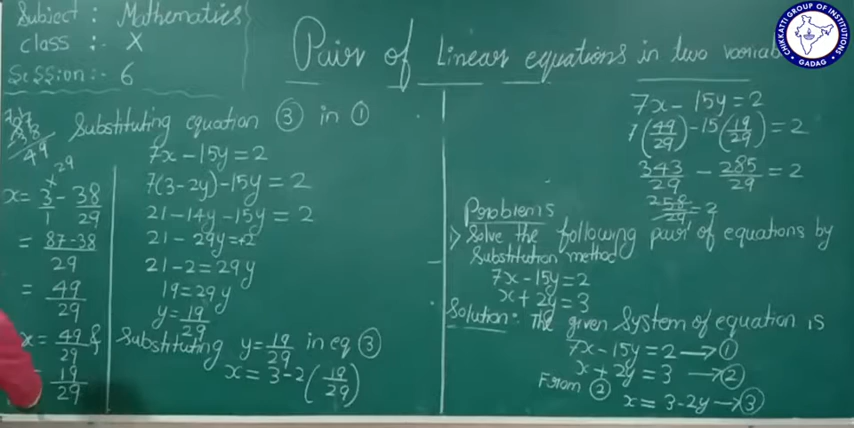 Subject : Mathematics
Class :- X
Session:- 6
Pair of Linear equations in two variab
CHIKKATTI GROUP OF INSTITUTIONS
GADAG
Substituting equation ③ in ①
7x - 15y = 2
7(3-2y) - 15y = 2
21 - 14y - 15y = 2
21 - 29y = 2
21 - 2 = 29y
19 = 29y
y = 19/29
Substituting y = 19/29 in eq ③
x = 3 - 2(19/29)
x = 3/1 - 38/29
= 87-38/29
= 49/29
x = 49/29 &
= 19/29
Problems
Solve the following pair of equations by
Substitution method
7x - 15y = 2
x + 2y = 3
Solution: The given System of equation is
7x - 15y = 2 → ①
x + 2y = 3 → ②
From ②
x = 3 - 2y → ③
7x - 15y = 2
7(49/29) - 15(19/29) = 2
343/29 - 285/29 = 2
258/29 = 2